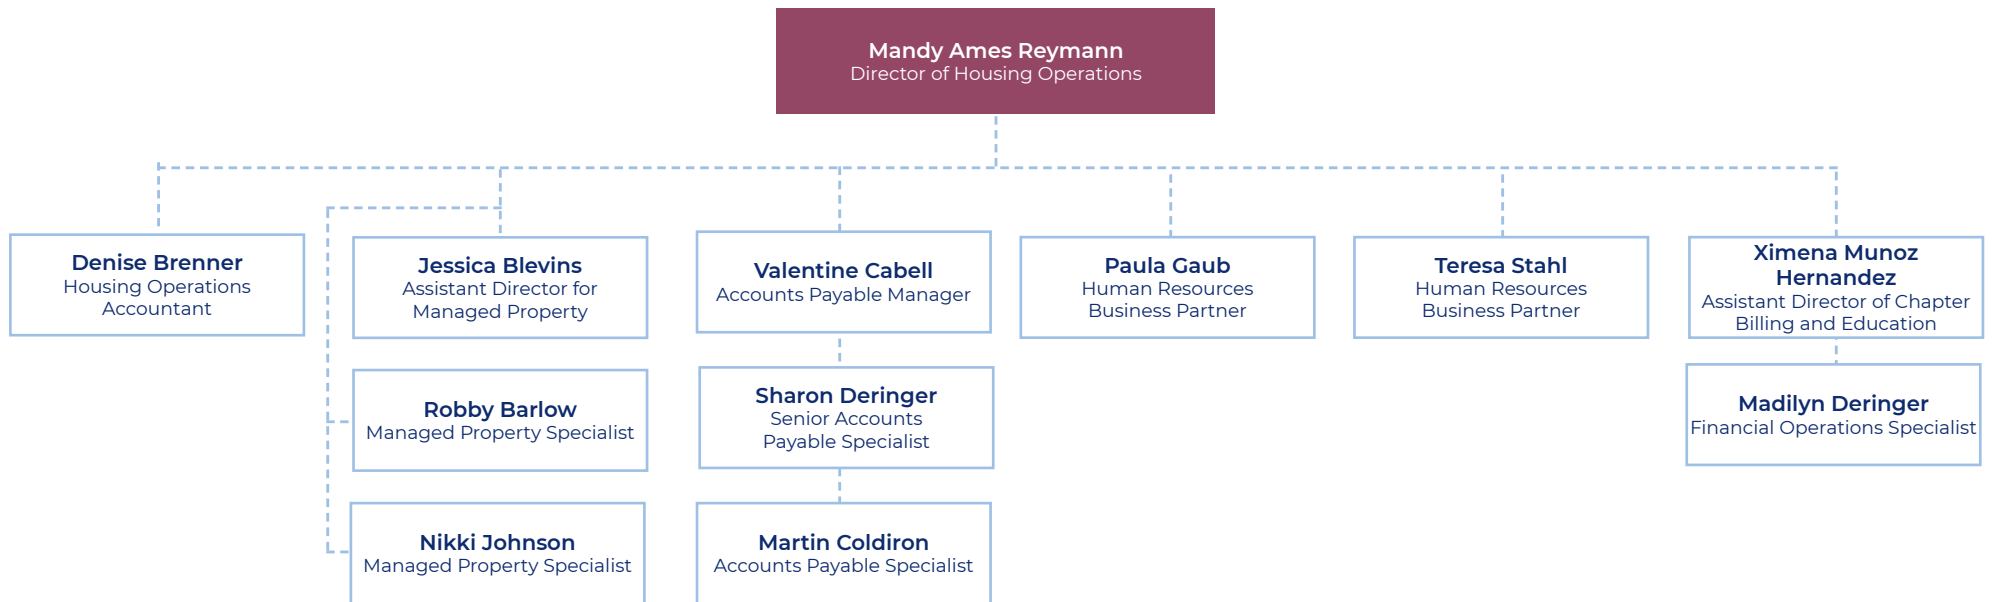 Mandy Ames Reymann
Director of Housing Operations
Denise Brenner
Housing Operations
Accountant
Jessica Blevins
Assistant Director for
Managed Property
Valentine Cabell
Accounts Payable Manager
Paula Gaub
Human Resources
Business Partner
Teresa Stahl
Human Resources
Business Partner
Ximena Munoz
Hernandez
Assistant Director of Chapter
Billing and Education
Robby Barlow
Managed Property Specialist
Sharon Deringer
Senior Accounts
Payable Specialist
Madilyn Deringer
Financial Operations Specialist
Nikki Johnson
Managed Property Specialist
Martin Coldiron
Accounts Payable Specialist